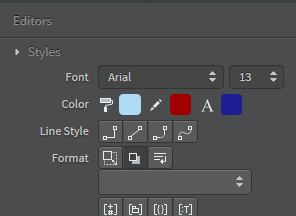 Editors
Styles
Font Arial 13
Color A
Line Style
Format
[#] {()} [:T]